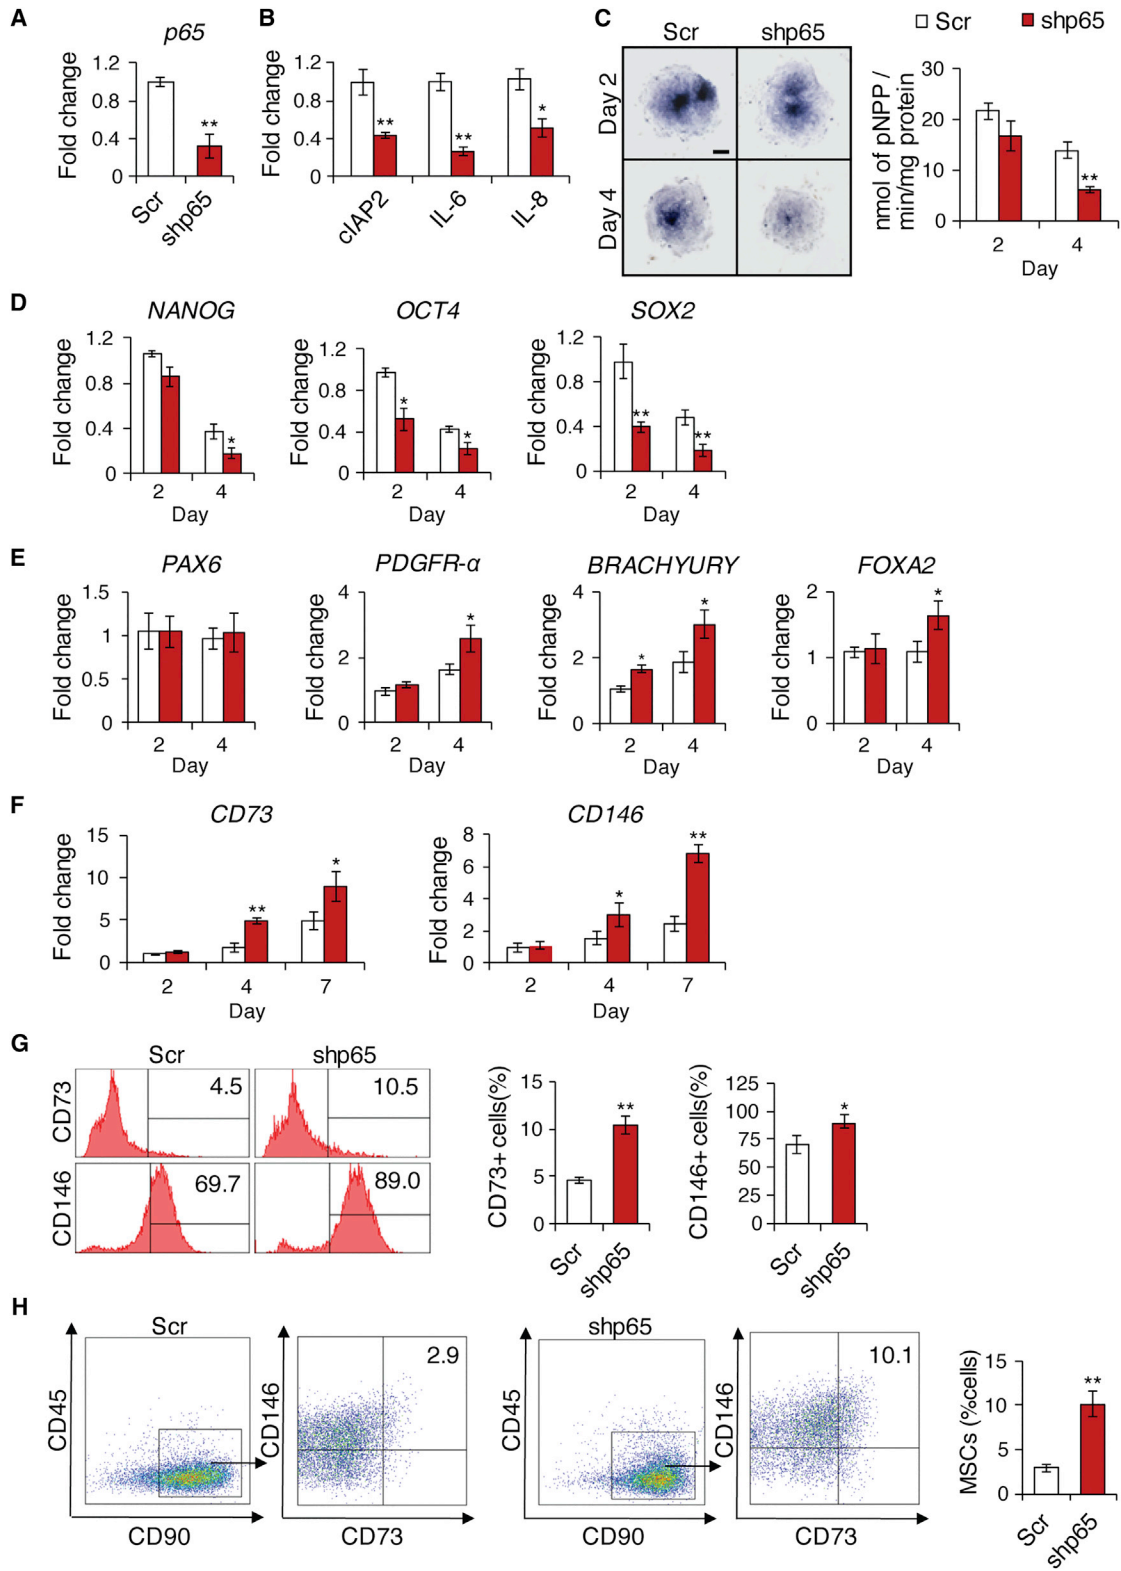 A
p65
Fold change
1.2
0.8
0.4
0
**
Scr
shp65
B
Fold change
1.2
0.8
0.4
0
**
**
*
cIAP2
IL-6
IL-8
C
Scr
shp65
Day 2
Day 4
Scr
shp65
nmol of pNPP /
min/mg protein
30
20
10
0
**
2
4
Day
D
NANOG
Fold change
1.2
0.8
0.4
0
*
2
4
Day
OCT4
Fold change
1.2
0.8
0.4
0
*
*
2
4
Day
SOX2
Fold change
1.2
0.8
0.4
0
**
**
2
4
Day
E
PAX6
Fold change
1.5
1
0.5
0
2
4
Day
PDGFR-α
Fold change
4
2
0
*
2
4
Day
BRACHYURY
Fold change
4
2
0
*
*
2
4
Day
FOXA2
Fold change
2
1
0
*
2
4
Day
F
CD73
Fold change
15
10
5
0
**
*
2
4
7
Day
CD146
Fold change
8
6
4
2
0
*
**
2
4
7
Day
G
Scr
shp65
CD73
4.5
10.5
CD146
69.7
89.0
CD73+ cells(%)
15
10
5
0
**
Scr
shp65
CD146+ cells(%)
125
100
75
50
25
0
*
Scr
shp65
H
Scr
CD45
CD90
CD146
2.9
CD73
shp65
CD45
CD90
CD146
10.1
CD73
MSCs (%cells)
15
10
5
0
**
Scr
shp65